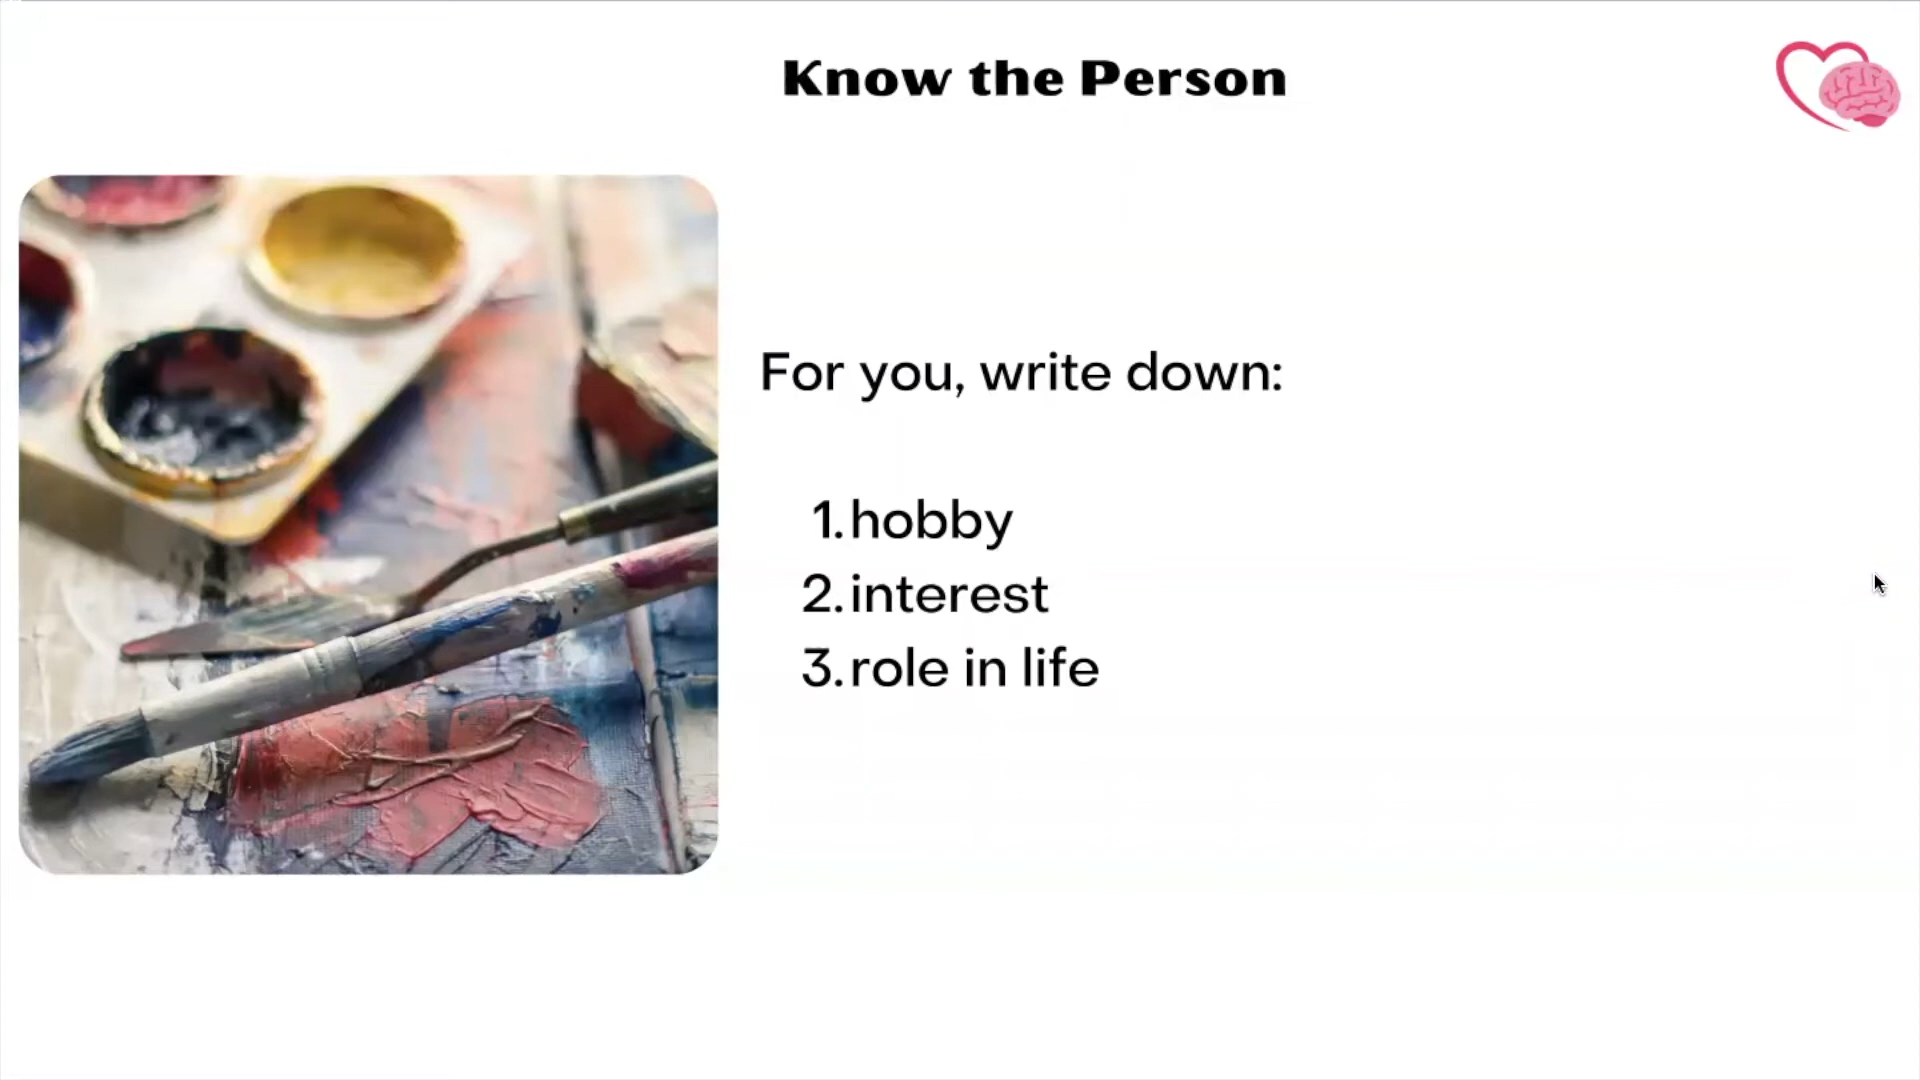 Know the Person
For you, write down:
1. hobby
2. interest
3. role in life